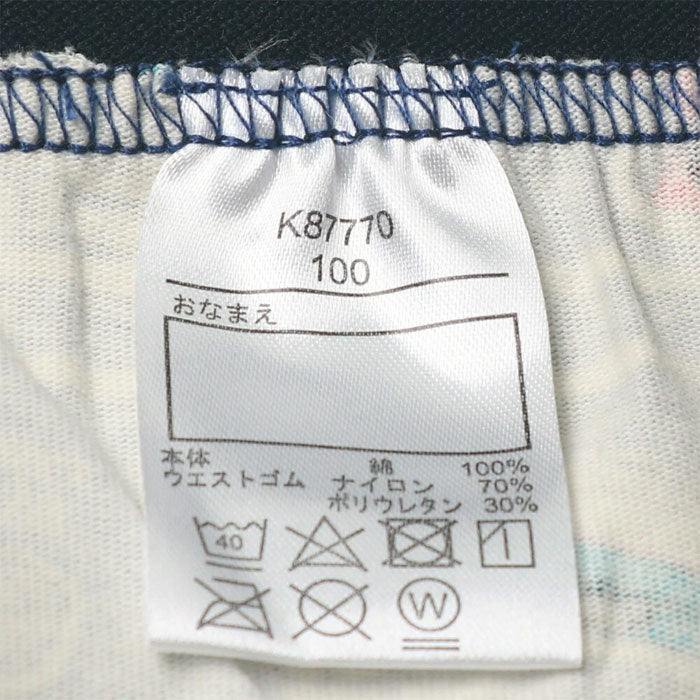 K87770
100
おなまえ
本体 綿 100%
ウエストゴム ナイロン 70%
ポリウレタン 30%
40
W